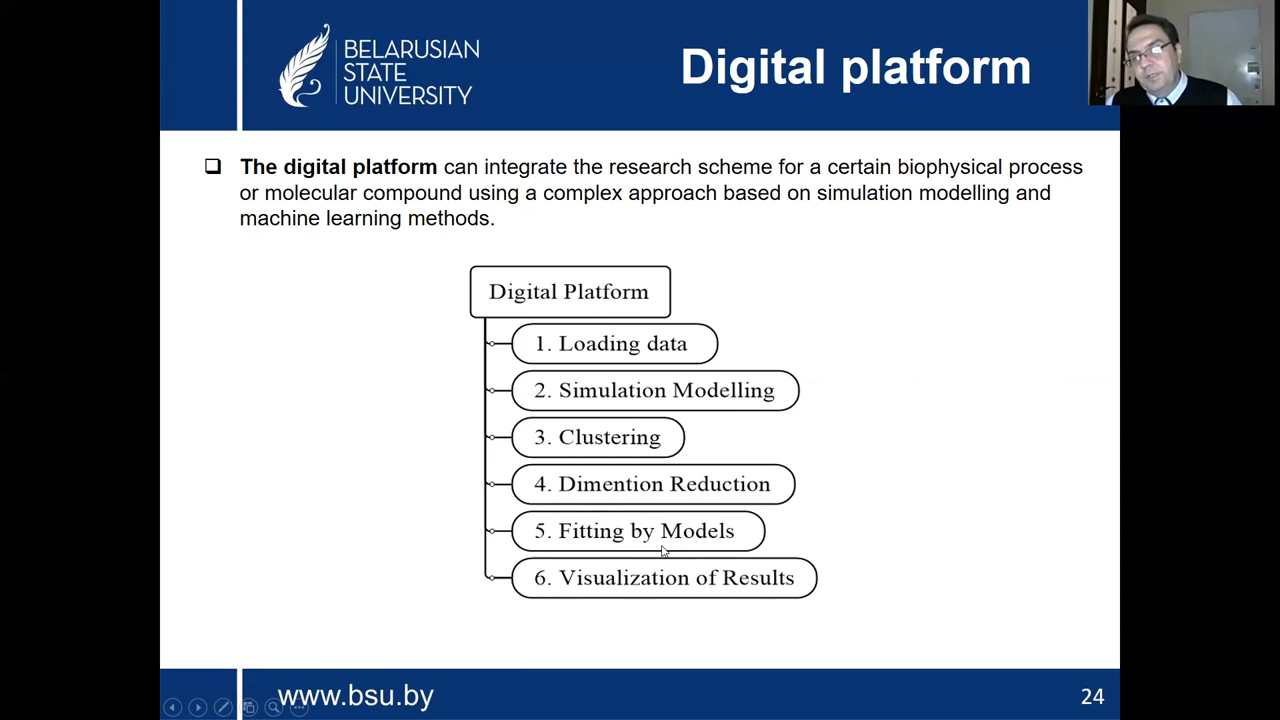 BELARUSIAN
STATE
UNIVERSITY
Digital platform
The digital platform can integrate the research scheme for a certain biophysical process
or molecular compound using a complex approach based on simulation modelling and
machine learning methods.
Digital Platform
1. Loading data
2. Simulation Modelling
3. Clustering
4. Dimention Reduction
5. Fitting by Models
6. Visualization of Results
www.bsu.by
24